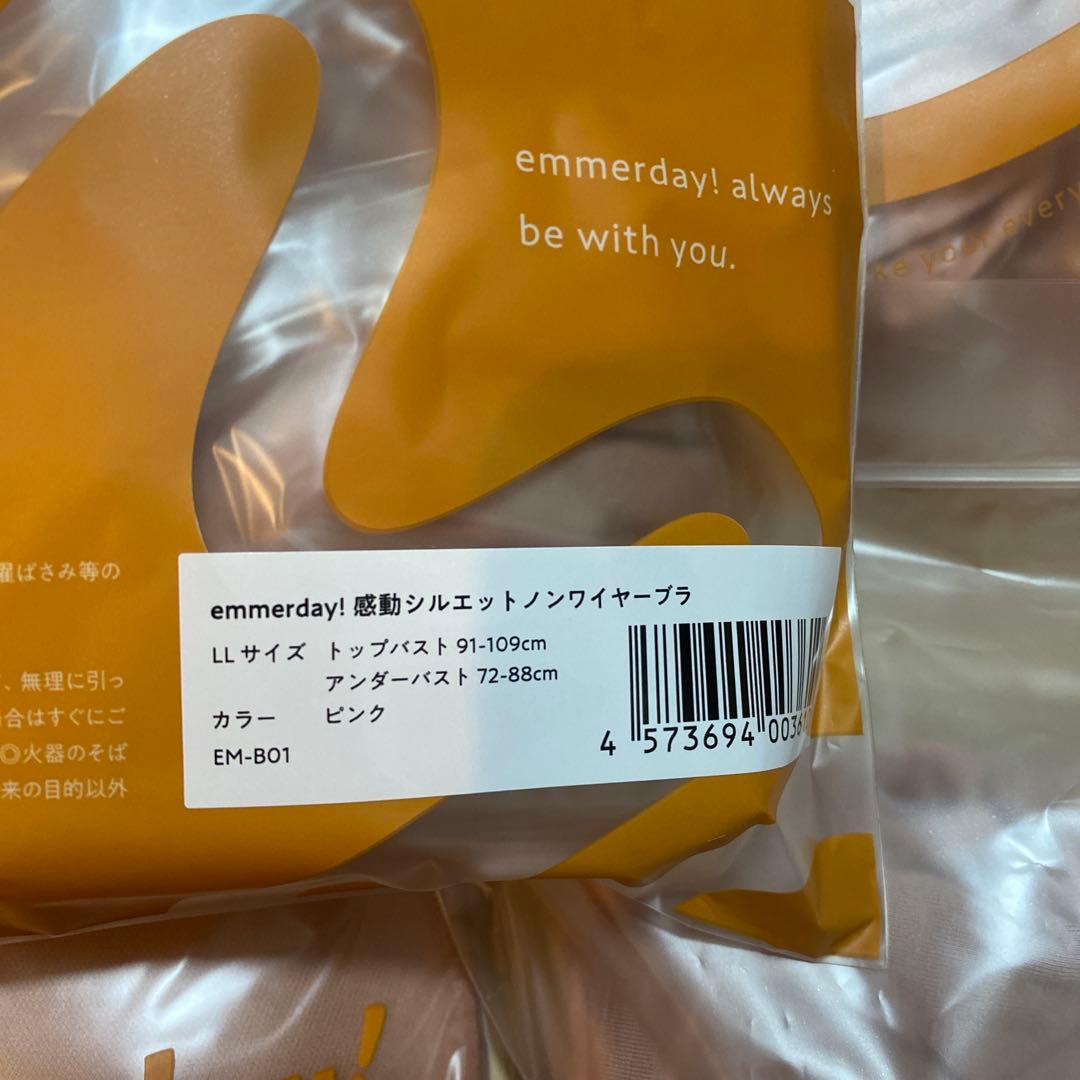 emmerday! always
be with you.
ke your every
濯ばさみ等の
、無理に引っ
合はすぐにご
◎火器のそば
来の目的以外
emmerday! 感動シルエットノンワイヤーブラ
LLサイズ トップバスト 91-109cm
アンダーバスト 72-88cm
カラー ピンク
EM-B01
4 573694 0036